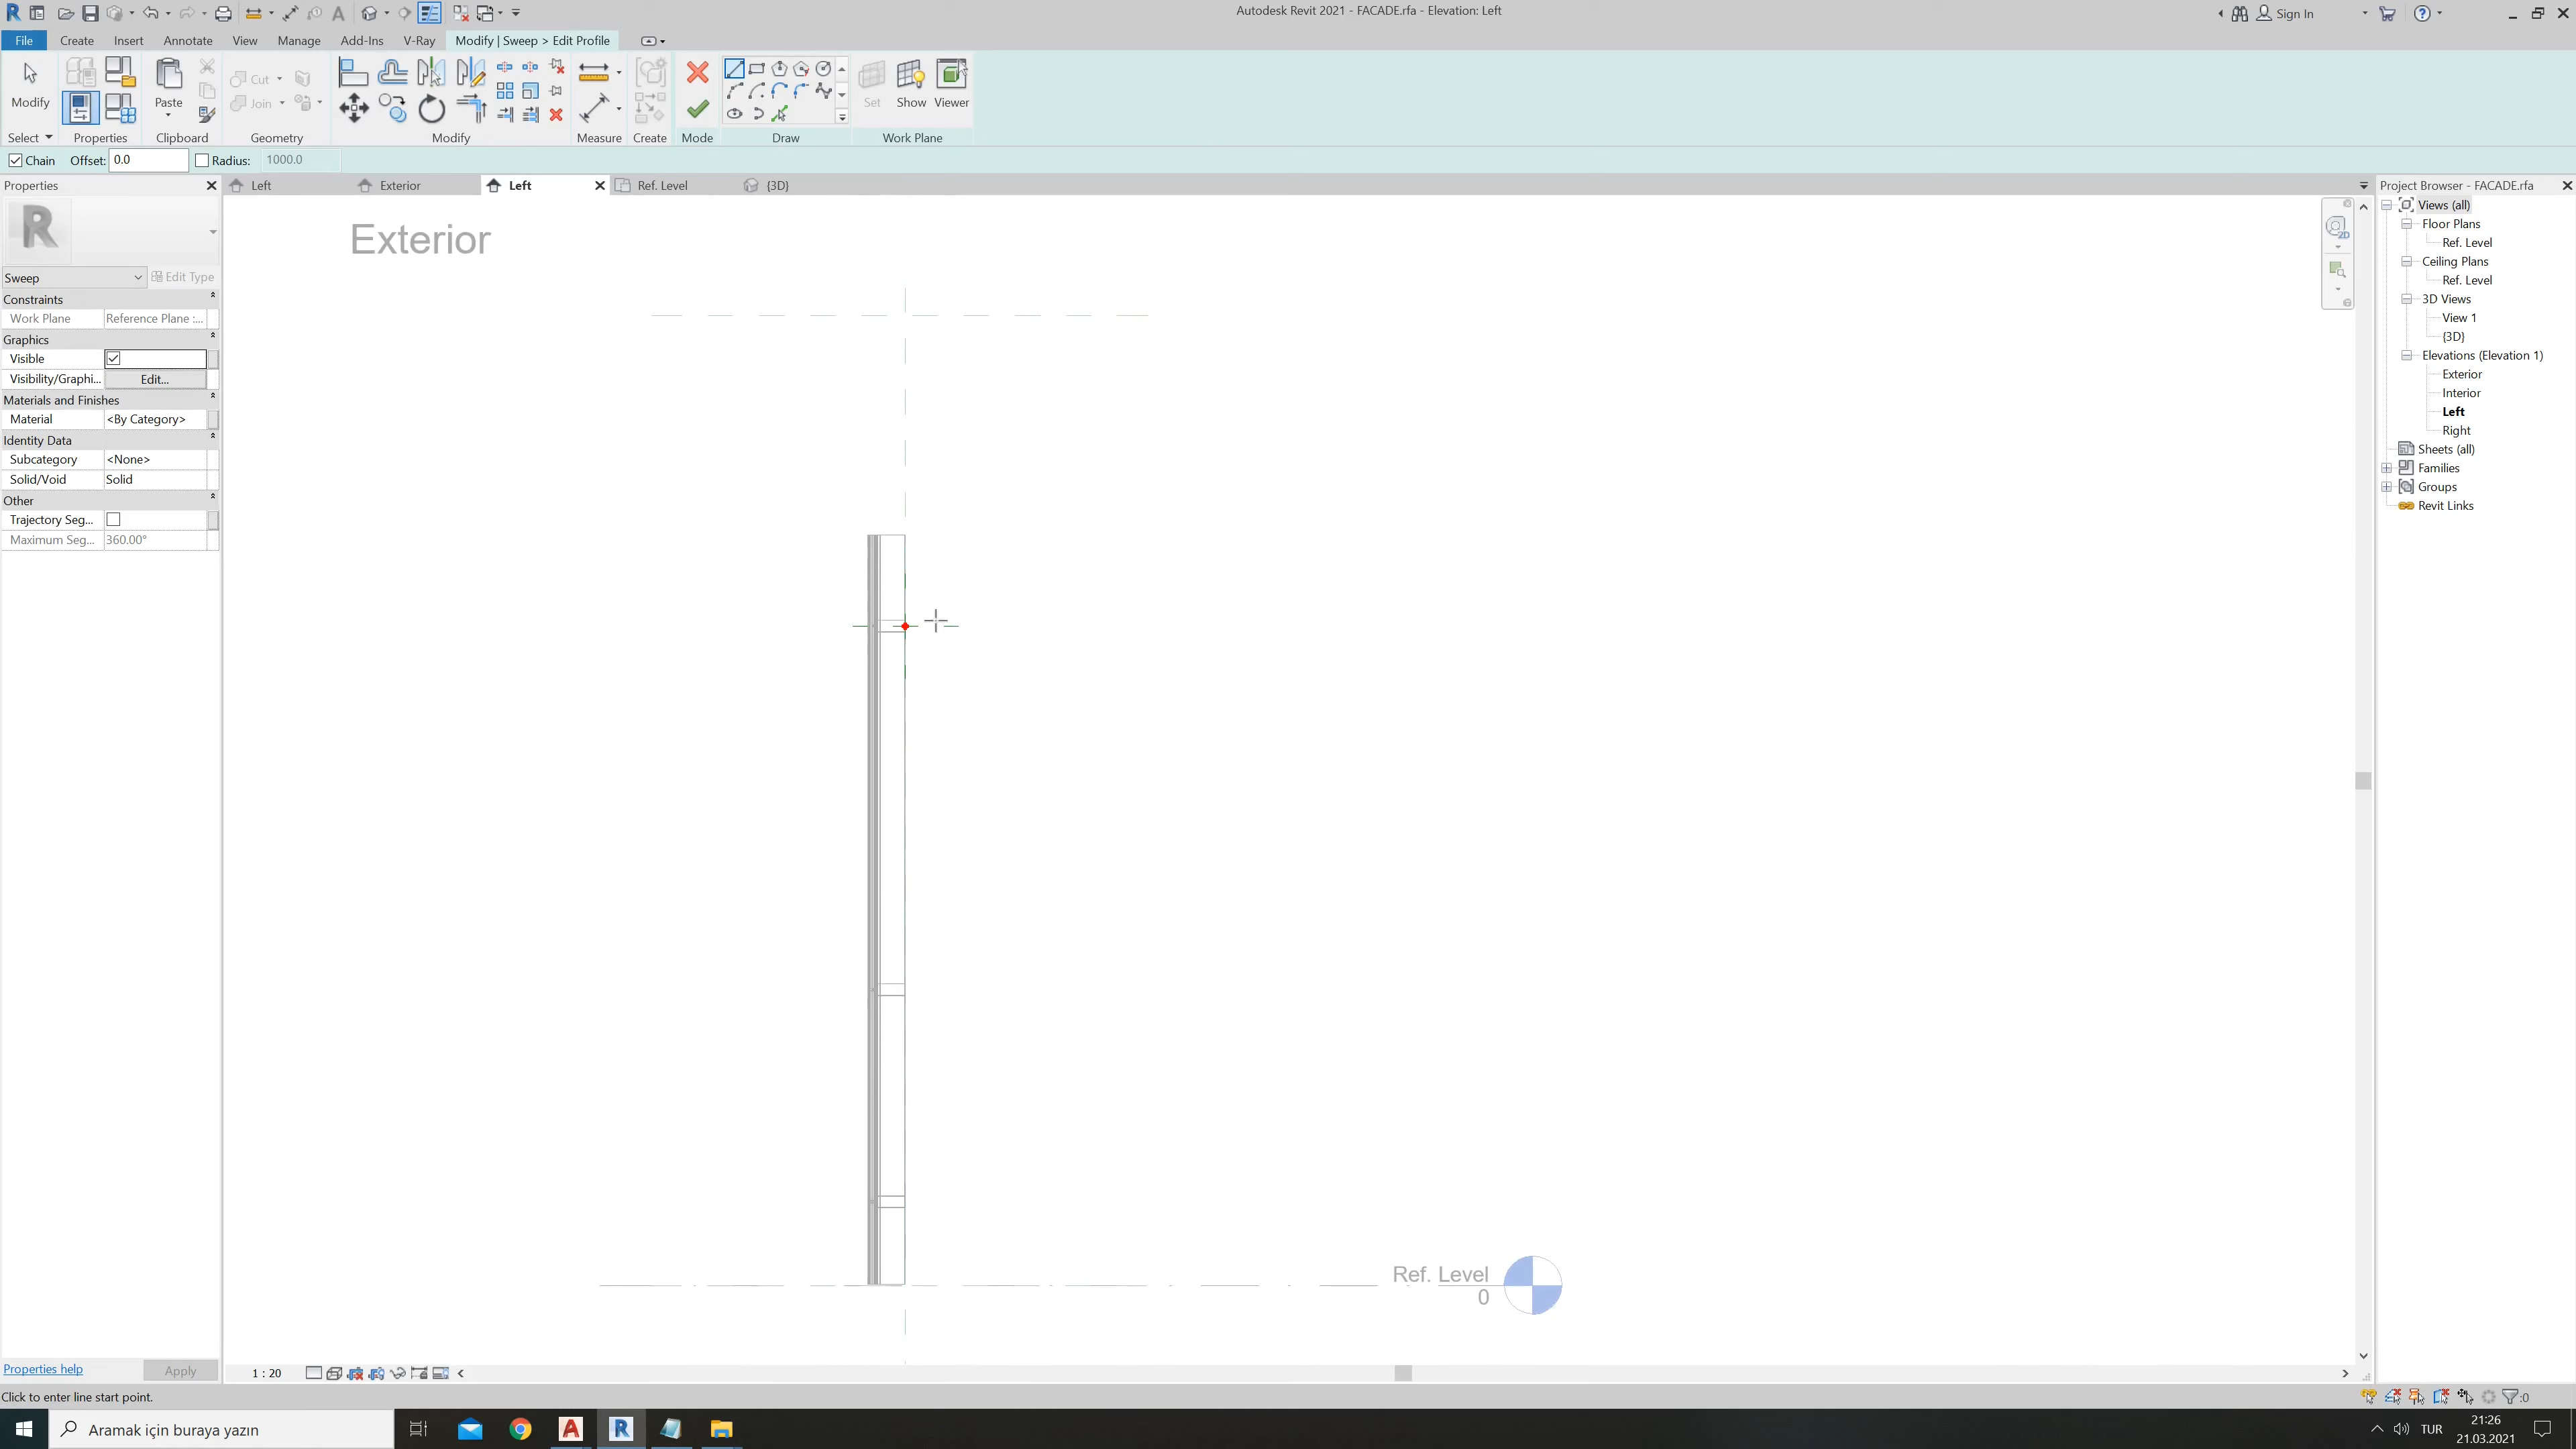 Autodesk Revit 2021 - FACADE.rfa - Elevation: Left
Sign In
File Create Insert Annotate View Manage Add-Ins V-Ray Modify | Sweep > Edit Profile
Modify
Paste
Cut
Join
Set Show Viewer
Select Properties Clipboard Geometry Modify Measure Create Mode Draw Work Plane
Chain Offset: 0.0 Radius: 1000.0
Properties
Left Exterior Left Ref. Level {3D}
Project Browser - FACADE.rfa
Sweep Edit Type
Constraints
Work Plane Reference Plane :...
Graphics
Visible
Visibility/Graphi... Edit...
Materials and Finishes
Material <By Category>
Identity Data
Subcategory <None>
Solid/Void Solid
Other
Trajectory Seg...
Maximum Seg... 360.00°
Exterior
2D
Views (all)
Floor Plans
Ref. Level
Ceiling Plans
Ref. Level
3D Views
View 1
{3D}
Elevations (Elevation 1)
Exterior
Interior
Left
Right
Sheets (all)
Families
Groups
Revit Links
Ref. Level
0
Properties help Apply
1 : 20
Click to enter line start point.
:0
Aramak için buraya yazın
TUR
21:26
21.03.2021